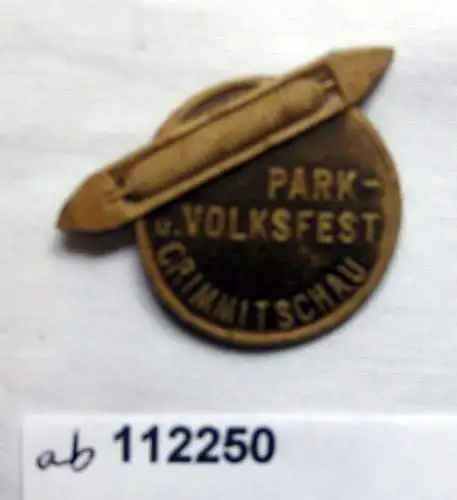 PARK-
u. VOLKSFEST
CRIMMITSCHAU
ab 112250